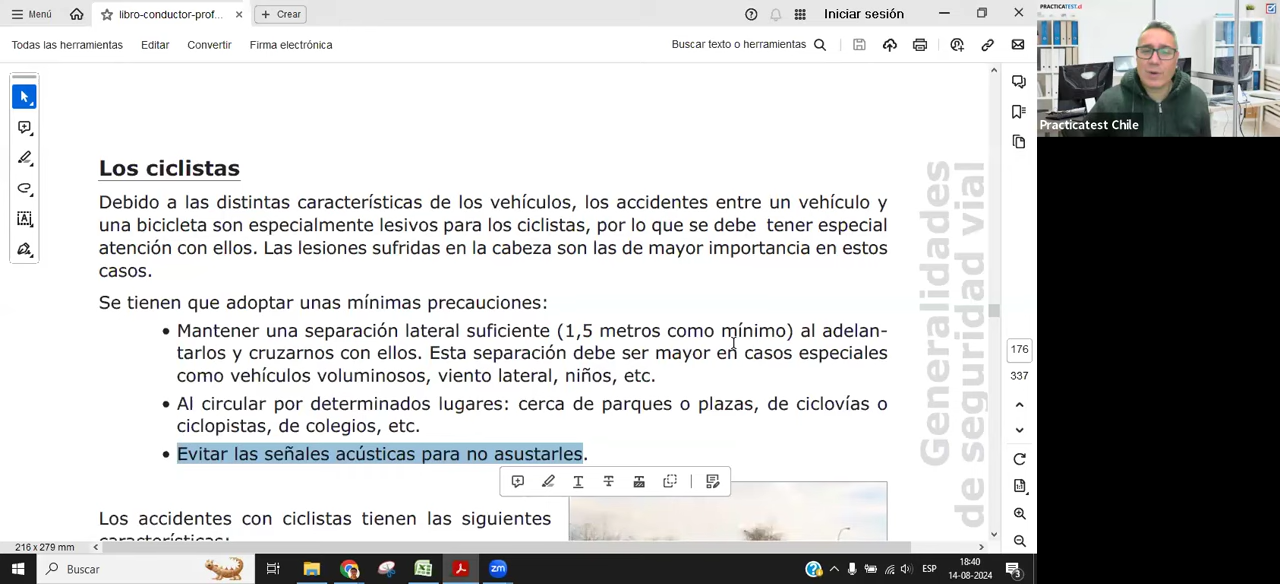 Menú
libro-conductor-prof...
Crear
Iniciar sesión
Todas las herramientas Editar Convertir Firma electrónica
Buscar texto o herramientas
PRACTICATEST.cl
Practicatest Chile
Los ciclistas
Debido a las distintas características de los vehículos, los accidentes entre un vehículo y
una bicicleta son especialmente lesivos para los ciclistas, por lo que se debe tener especial
atención con ellos. Las lesiones sufridas en la cabeza son las de mayor importancia en estos
casos.
Se tienen que adoptar unas mínimas precauciones:
• Mantener una separación lateral suficiente (1,5 metros como mínimo) al adelan-
tarlos y cruzarnos con ellos. Esta separación debe ser mayor en casos especiales
como vehículos voluminosos, viento lateral, niños, etc.
• Al circular por determinados lugares: cerca de parques o plazas, de ciclovías o
ciclopistas, de colegios, etc.
• Evitar las señales acústicas para no asustarles.
Los accidentes con ciclistas tienen las siguientes
características:
Generalidades
de seguridad vial
176
337
216 x 279 mm
Buscar
ESP
18:40
14-08-2024
3